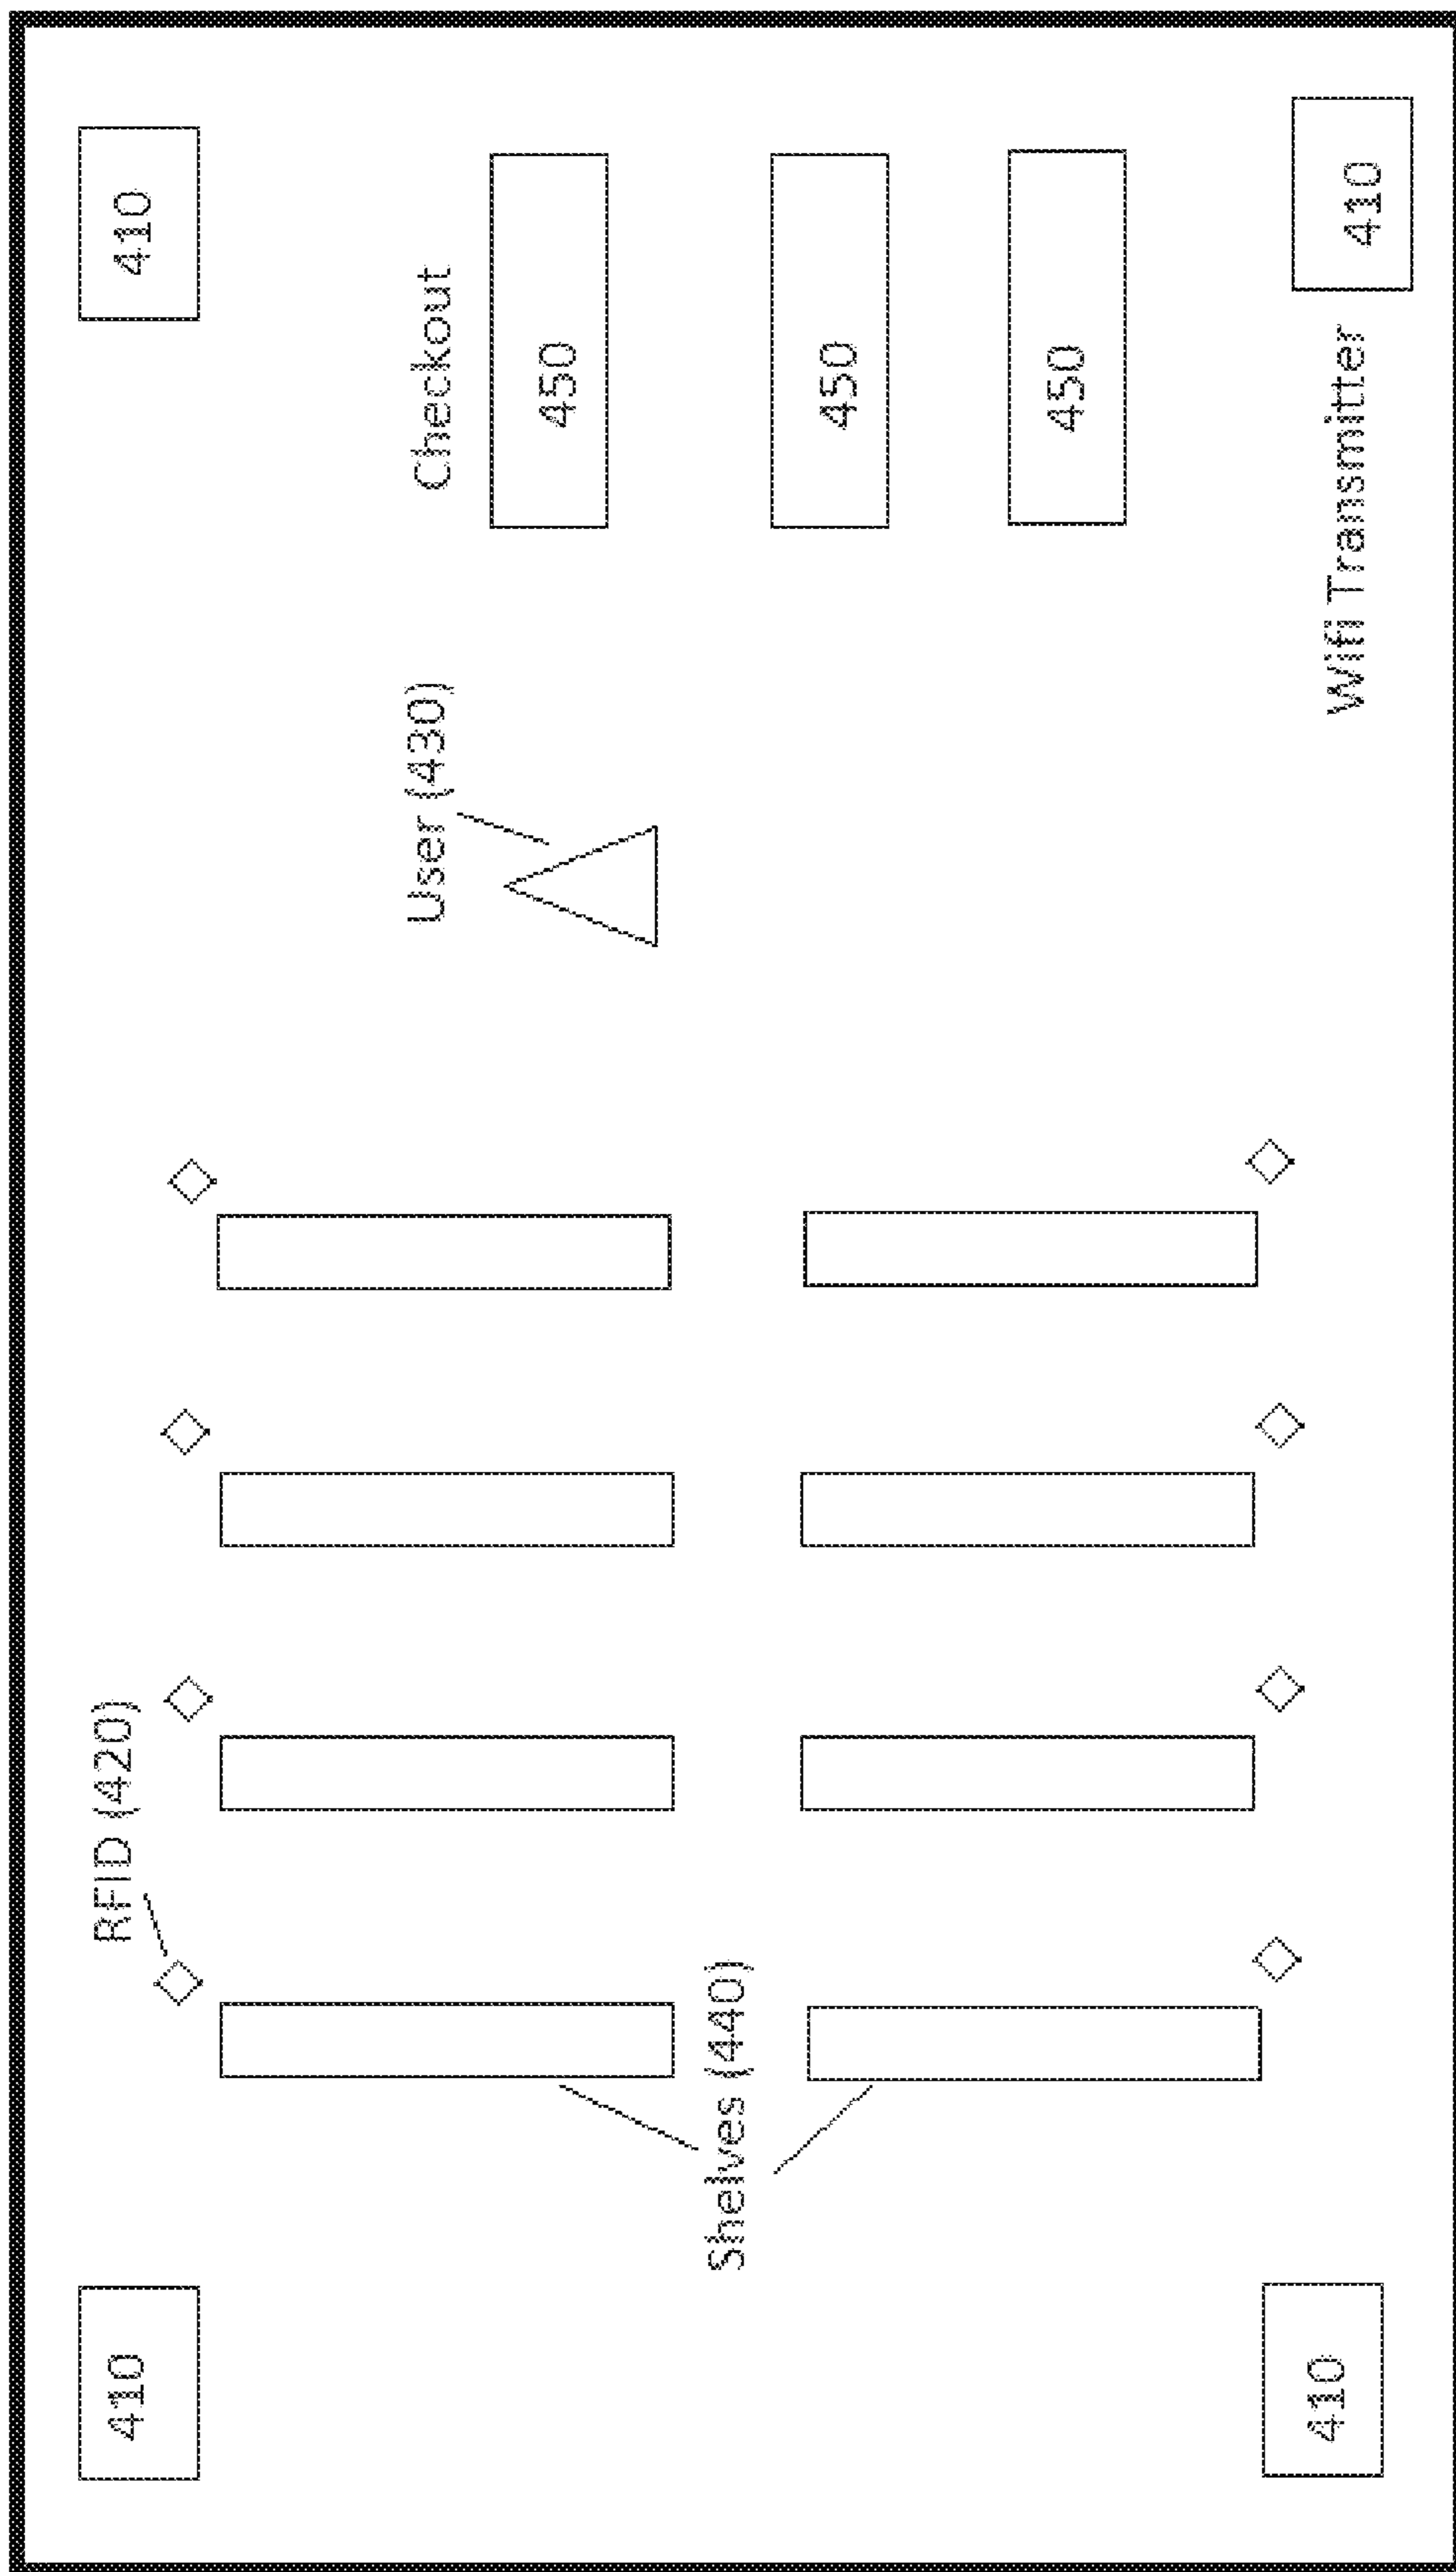 410
RFID (420)
410
User (430)
Checkout
450
Shelves (440)
450
450
410
Wifi Transmitter
410